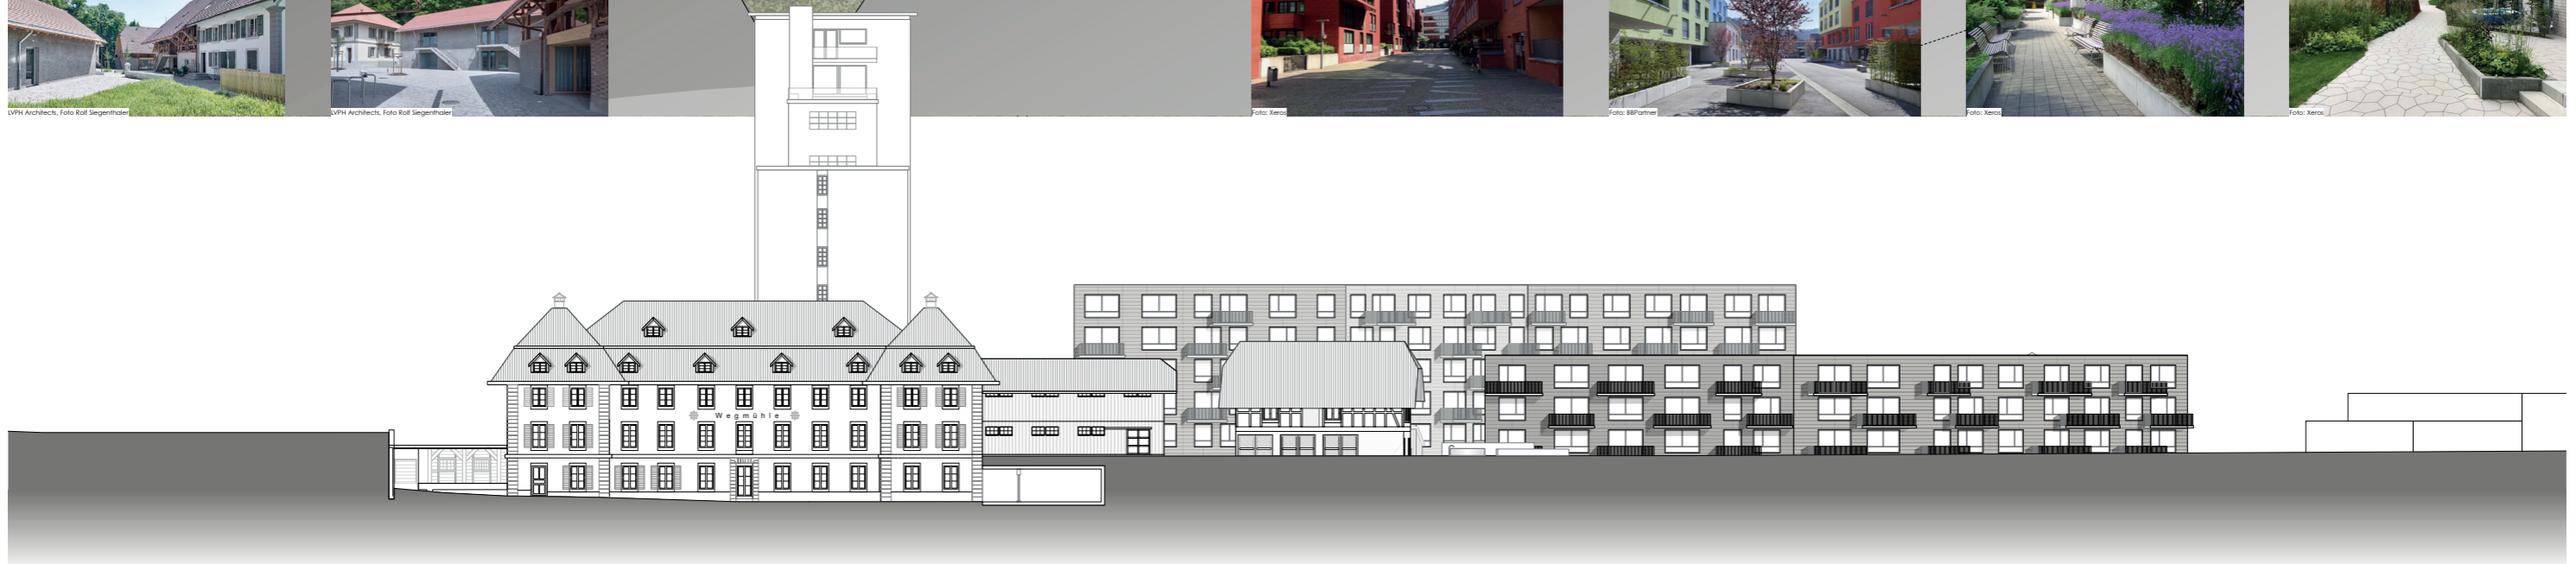 LVPH Architects, Foto Rolf Siegenthaler
LVPH Architects, Foto Rolf Siegenthaler
Foto: Xeros
Foto: BBPartner
Foto: Xeros
Foto: Xeros
Wegmühle